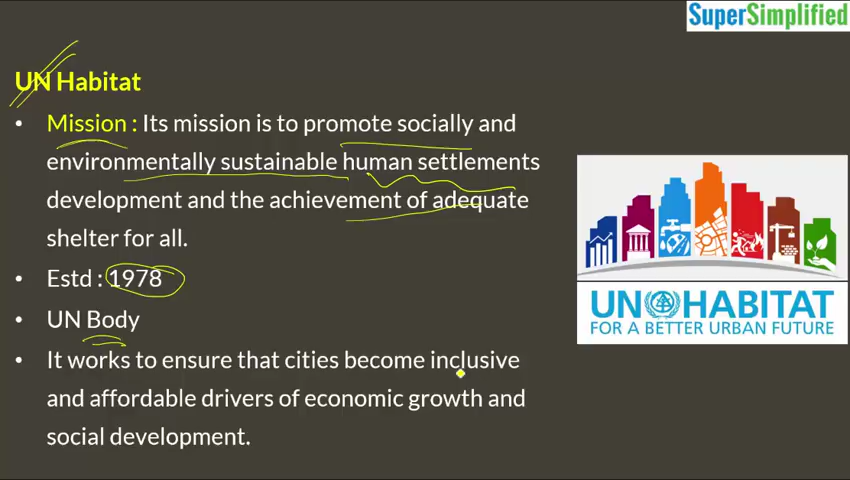 SuperSimplified
UN Habitat
• Mission : Its mission is to promote socially and
environmentally sustainable human settlements
development and the achievement of adequate
shelter for all.
• Estd : 1978
• UN Body
• It works to ensure that cities become inclusive
and affordable drivers of economic growth and
social development.
UN HABITAT
FOR A BETTER URBAN FUTURE